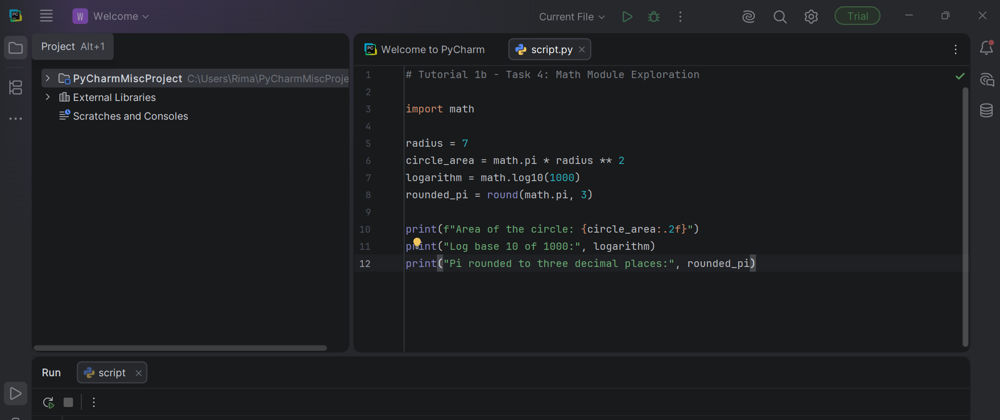 PC
W Welcome
Current File
Trial
Project Alt+1
PyCharmMiscProject C:\Users\Rima\PyCharmMiscProje
External Libraries
Scratches and Consoles
PC Welcome to PyCharm
script.py
1 # Tutorial 1b - Task 4: Math Module Exploration
2
3 import math
4
5 radius = 7
6 circle_area = math.pi * radius ** 2
7 logarithm = math.log10(1000)
8 rounded_pi = round(math.pi, 3)
9
10 print(f"Area of the circle: {circle_area:.2f}")
11 print("Log base 10 of 1000:", logarithm)
12 print("Pi rounded to three decimal places:", rounded_pi)
Run script